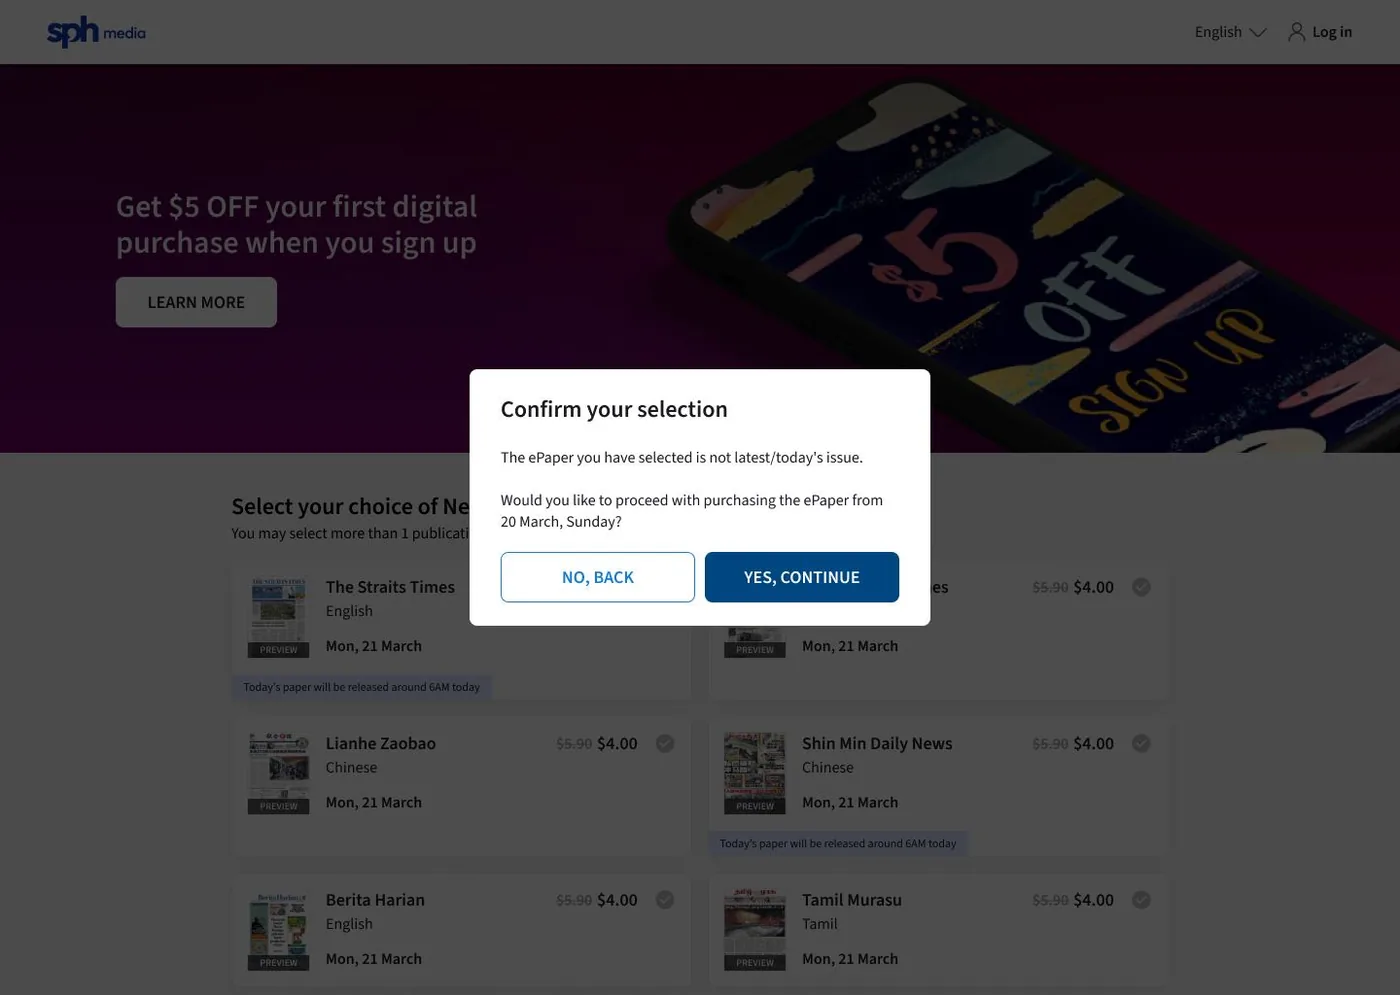 sph media
English
Log in
Get $5 OFF your first digital
purchase when you sign up
LEARN MORE
$5
OFF
SIGN UP
Confirm your selection
The ePaper you have selected is not latest/today's issue.
Would you like to proceed with purchasing the ePaper from
20 March, Sunday?
NO, BACK
YES, CONTINUE
Select your choice of Ne
You may select more than 1 publicati
The Straits Times
English
Mon, 21 March
PREVIEW
Today's paper will be released around 6AM today
es
$5.90 $4.00
Mon, 21 March
PREVIEW
Lianhe Zaobao
$5.90 $4.00
Chinese
Mon, 21 March
PREVIEW
Shin Min Daily News
$5.90 $4.00
Chinese
Mon, 21 March
PREVIEW
Today's paper will be released around 6AM today
Berita Harian
$5.90 $4.00
English
Mon, 21 March
PREVIEW
Tamil Murasu
$5.90 $4.00
Tamil
Mon, 21 March
PREVIEW